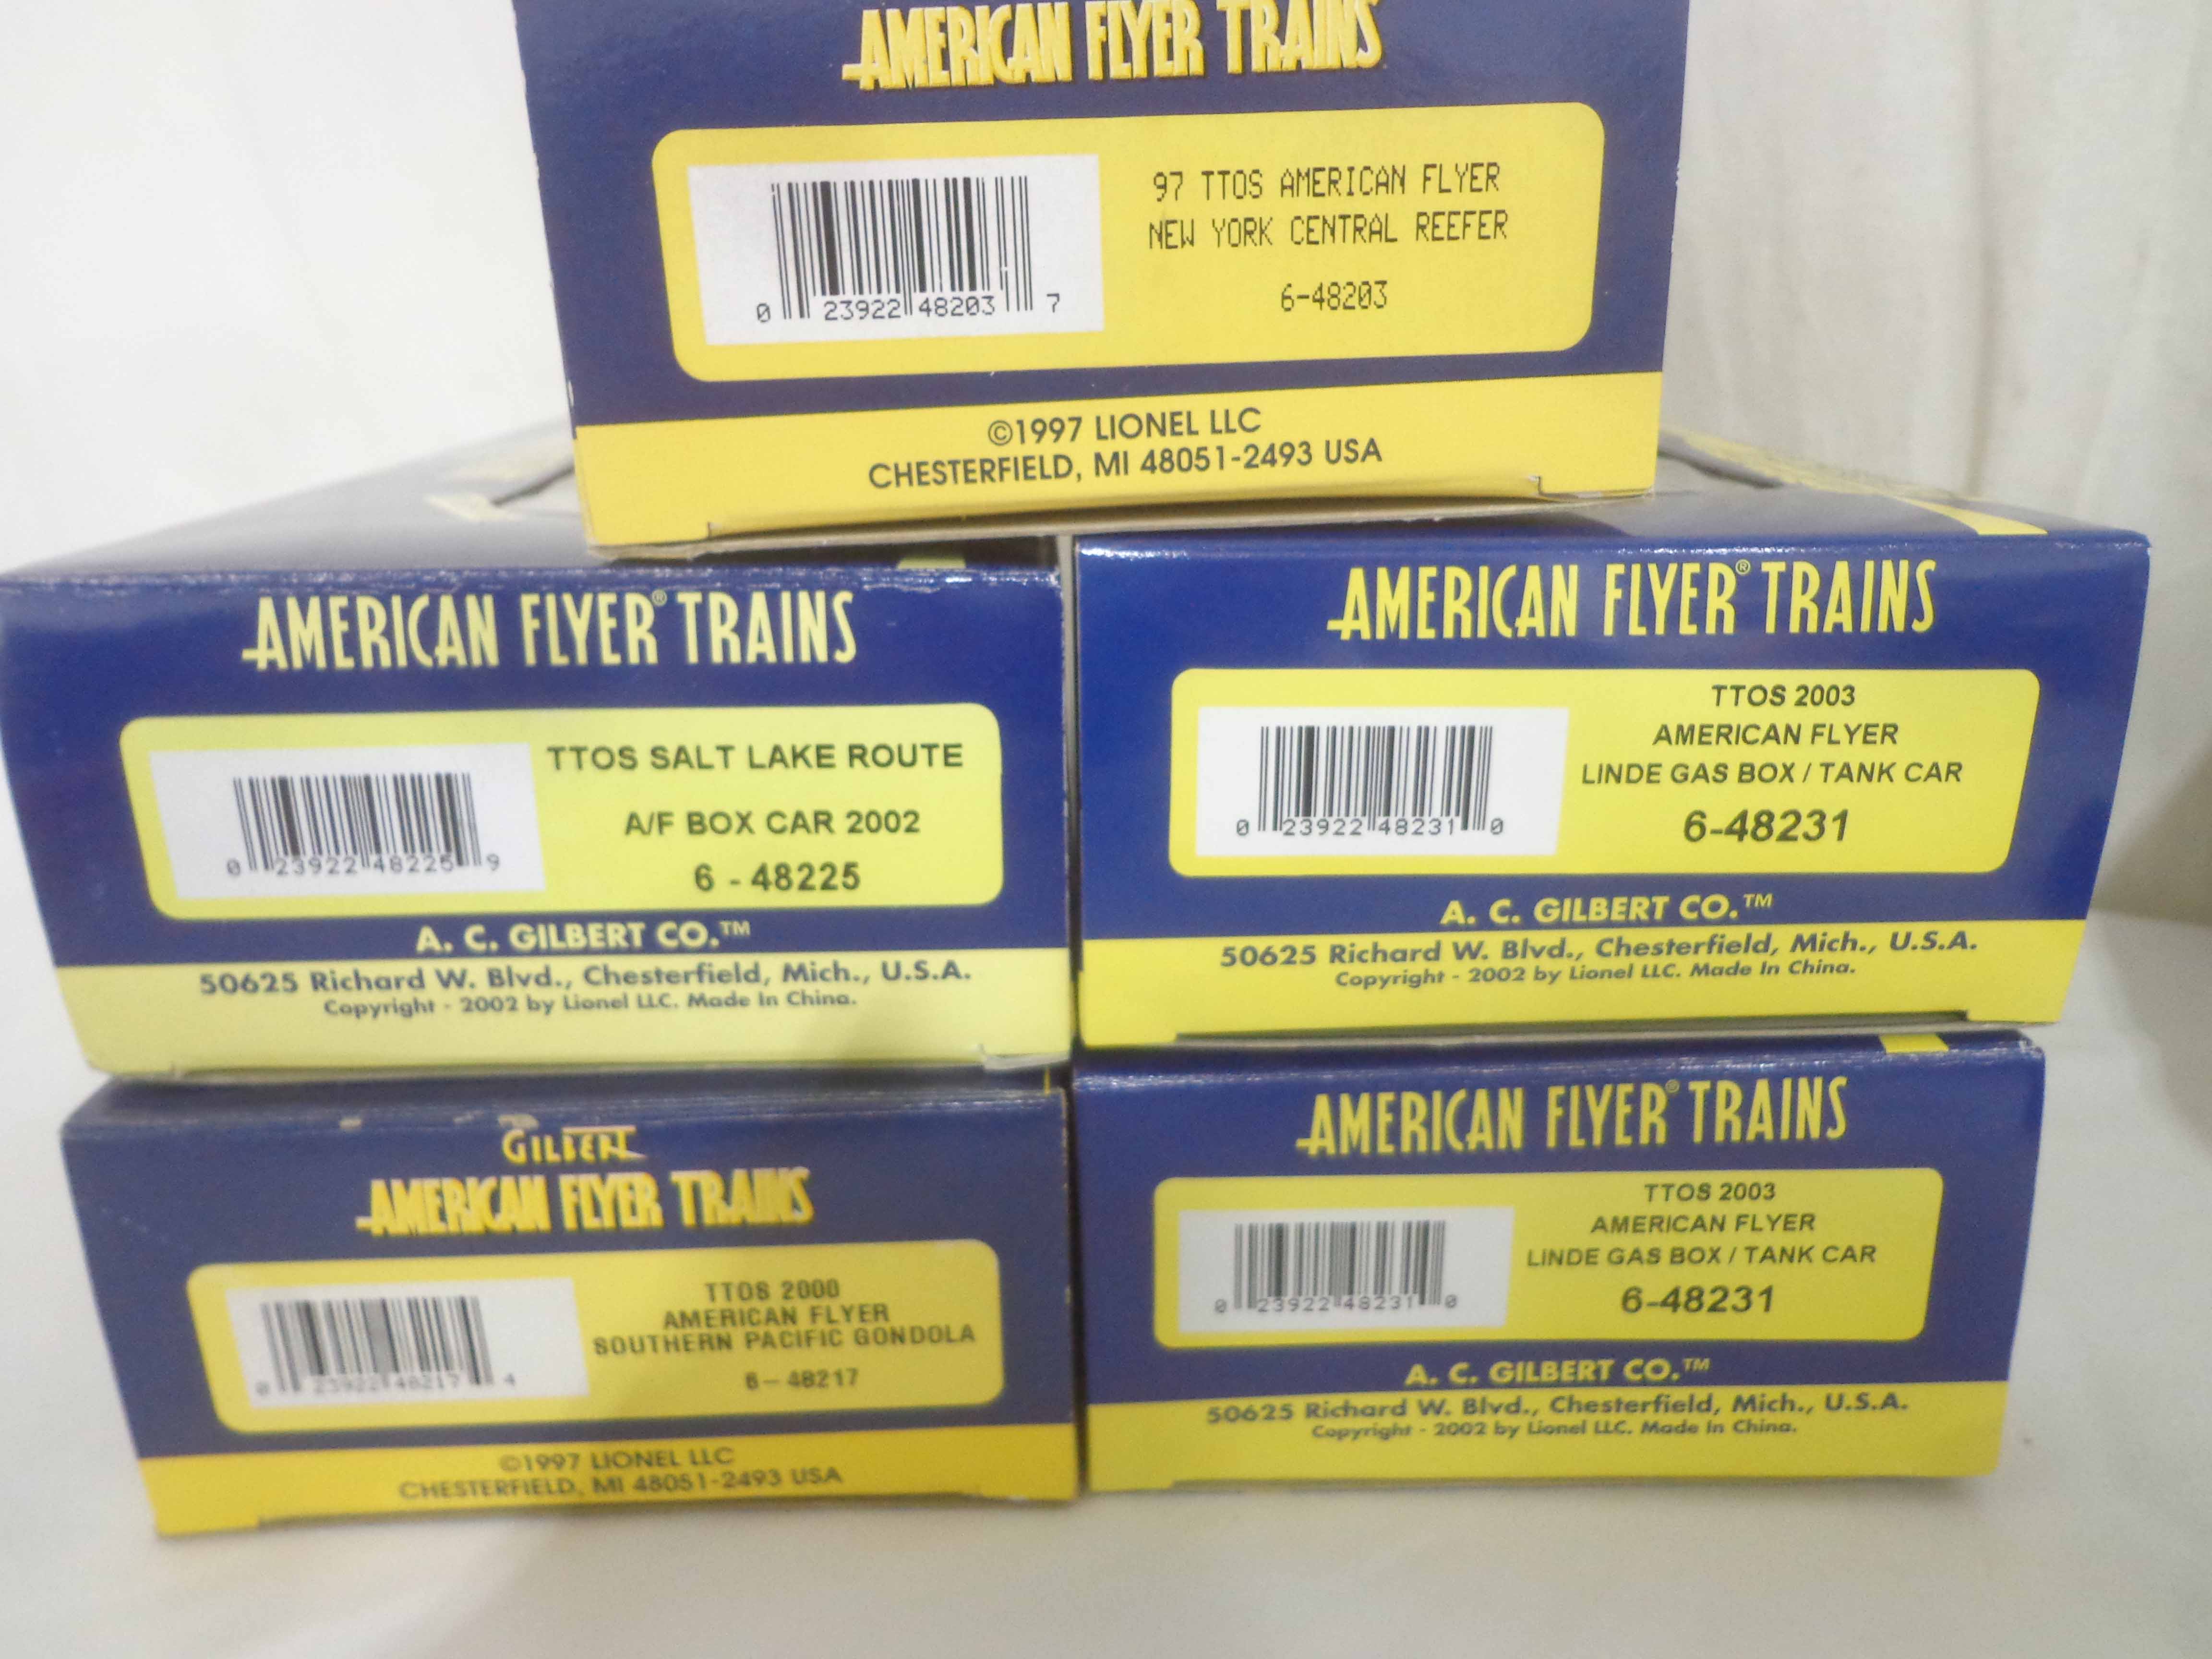 AMERICAN FLYER TRAINS
97 TTOS AMERICAN FLYER
NEW YORK CENTRAL REEFER
6-48203
0 23922 48203 7
©1997 LIONEL LLC
CHESTERFIELD, MI 48051-2493 USA
AMERICAN FLYER® TRAINS
TTOS SALT LAKE ROUTE
A/F BOX CAR 2002
6 - 48225
0 23922 48225 9
A. C. GILBERT CO.™
50625 Richard W. Blvd., Chesterfield, Mich., U.S.A.
Copyright - 2002 by Lionel LLC. Made In China.
AMERICAN FLYER® TRAINS
TTOS 2003
AMERICAN FLYER
LINDE GAS BOX / TANK CAR
6-48231
0 23922 48231 0
A. C. GILBERT CO.™
50625 Richard W. Blvd., Chesterfield, Mich., U.S.A.
Copyright - 2002 by Lionel LLC. Made In China.
GILBERT
AMERICAN FLYER TRAINS
TTOS 2000
AMERICAN FLYER
SOUTHERN PACIFIC GONDOLA
6-48217
0 23922 48217 4
©1997 LIONEL LLC
CHESTERFIELD, MI 48051-2493 USA
AMERICAN FLYER® TRAINS
TTOS 2003
AMERICAN FLYER
LINDE GAS BOX / TANK CAR
6-48231
0 23922 48231 0
A. C. GILBERT CO.™
50625 Richard W. Blvd., Chesterfield, Mich., U.S.A.
Copyright - 2002 by Lionel LLC. Made In China.